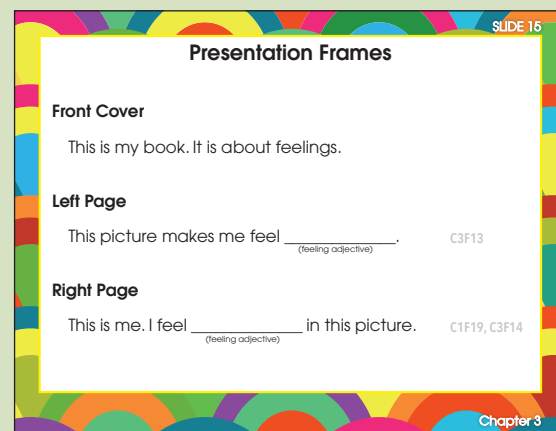 SLIDE 15
Presentation Frames
Front Cover
This is my book. It is about feelings.
Left Page
This picture makes me feel ____________. C3F13
(feeling adjective)
Right Page
This is me. I feel ____________ in this picture. C1F19, C3F14
(feeling adjective)
Chapter 3